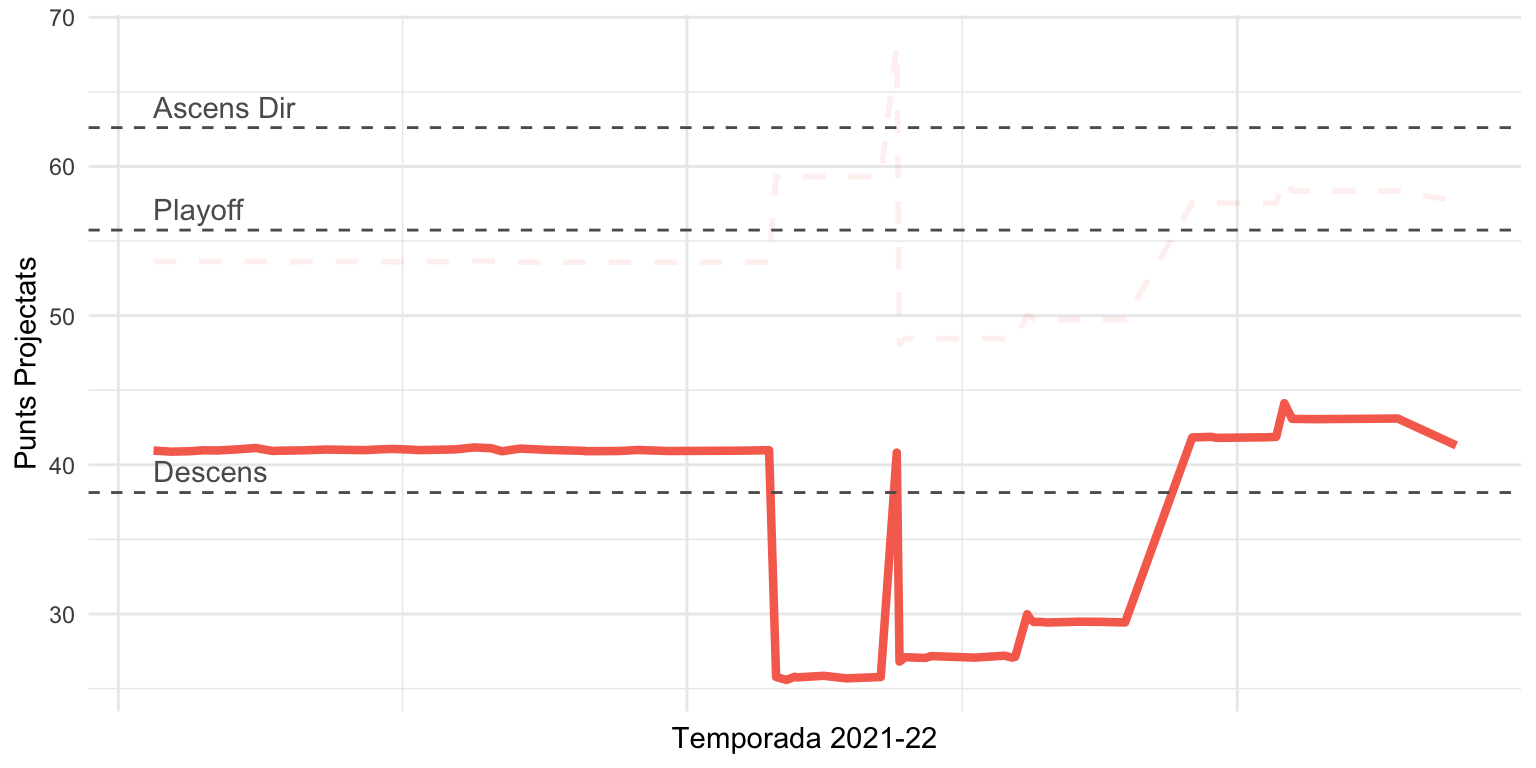 70
Ascens Dir
60
Playoff
50
40
Descens
30
Punts Projectats
Temporada 2021-22